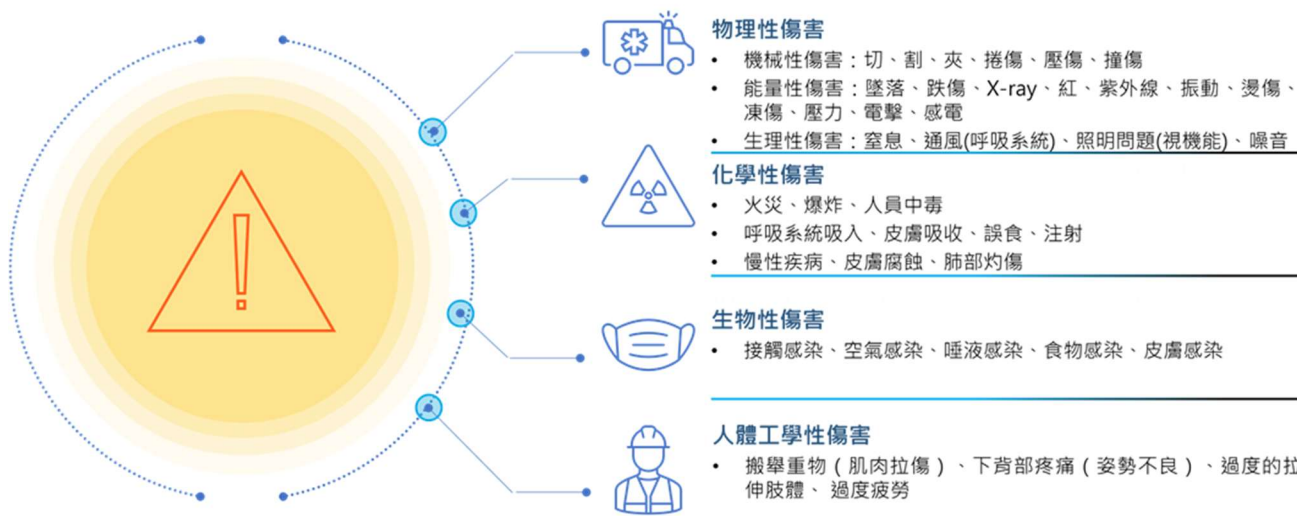 物理性傷害
• 機械性傷害：切、割、夾、捲傷、壓傷、撞傷
• 能量性傷害：墜落、跌傷、X-ray、紅、紫外線、振動、燙傷、
凍傷、壓力、電擊、感電
• 生理性傷害：窒息、通風(呼吸系統)、照明問題(視機能)、噪音
化學性傷害
• 火災、爆炸、人員中毒
• 呼吸系統吸入、皮膚吸收、誤食、注射
• 慢性疾病、皮膚腐蝕、肺部灼傷
生物性傷害
• 接觸感染、空氣感染、唾液感染、食物感染、皮膚感染
人體工學性傷害
• 搬舉重物（肌肉拉傷）、下背部疼痛（姿勢不良）、過度的拉
伸肢體、 過度疲勞